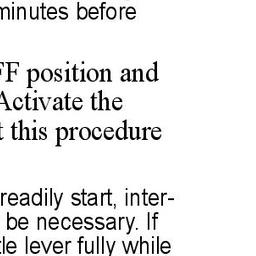 minutes before
FF position and
Activate the
t this procedure
readily start, inter-
be necessary. If
tle lever fully while